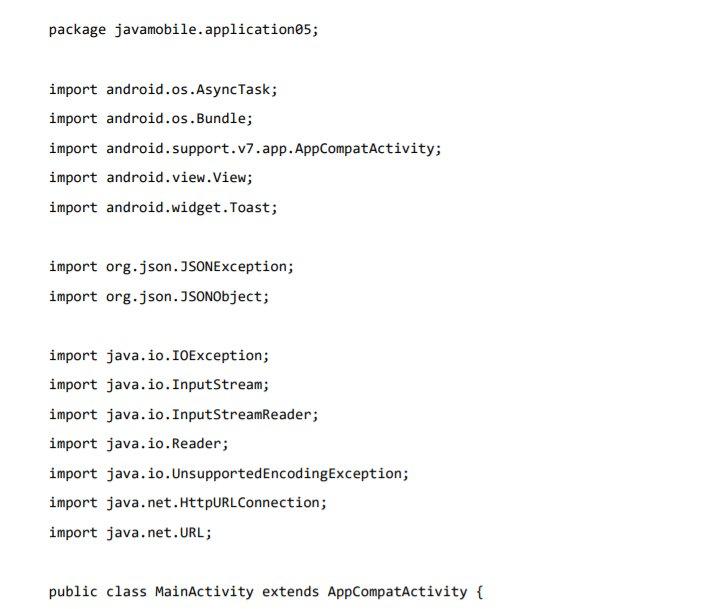 package javamobile.application05;
import android.os.AsyncTask;
import android.os.Bundle;
import android.support.v7.app.AppCompatActivity;
import android.view.View;
import android.widget.Toast;
import org.json.JSONException;
import org.json.JSONObject;
import java.io.IOException;
import java.io.InputStream;
import java.io.InputStreamReader;
import java.io.Reader;
import java.io.UnsupportedEncodingException;
import java.net.HttpURLConnection;
import java.net.URL;
public class MainActivity extends AppCompatActivity {